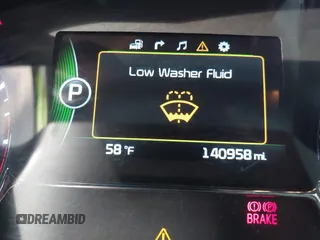 Low Washer Fluid
P
58 °F
140958 mi.
(!) (P)
BRAKE
DREAMBID